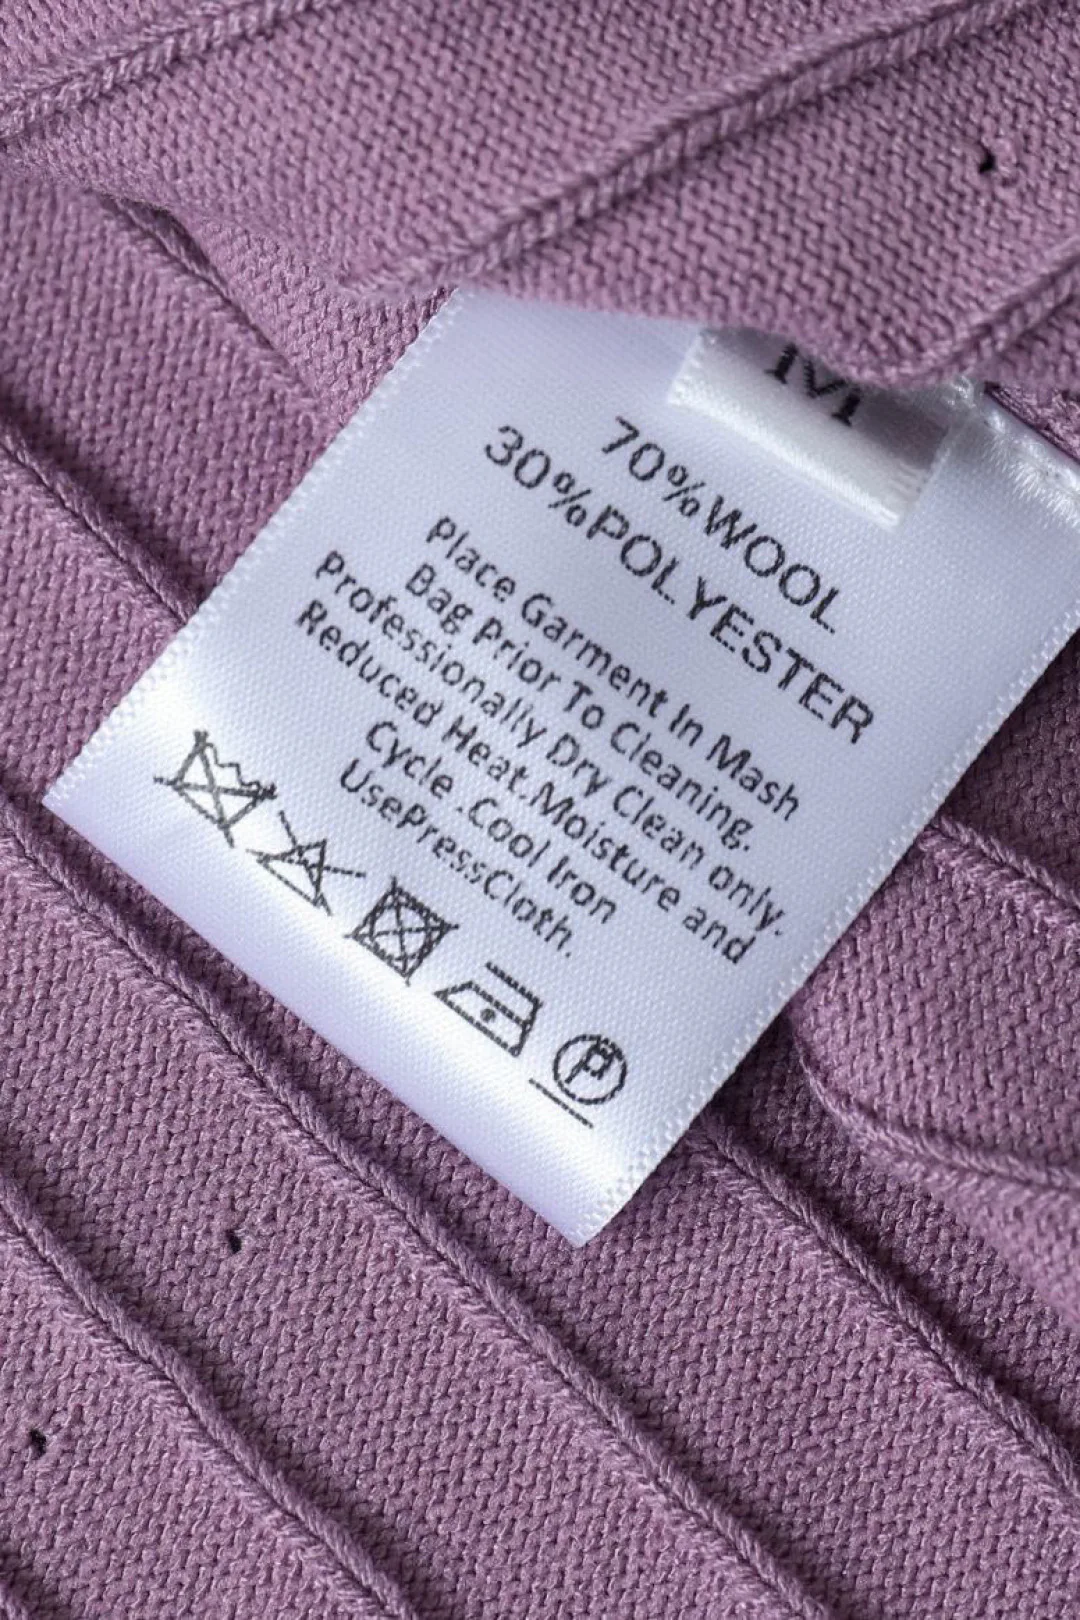 M
70%WOOL
30%POLYESTER
Place Garment In Mash
Bag Prior To Cleaning.
Professionally Dry Clean only.
Reduced Heat.Moisture and
Cycle .Cool Iron
UsePressCloth.
P